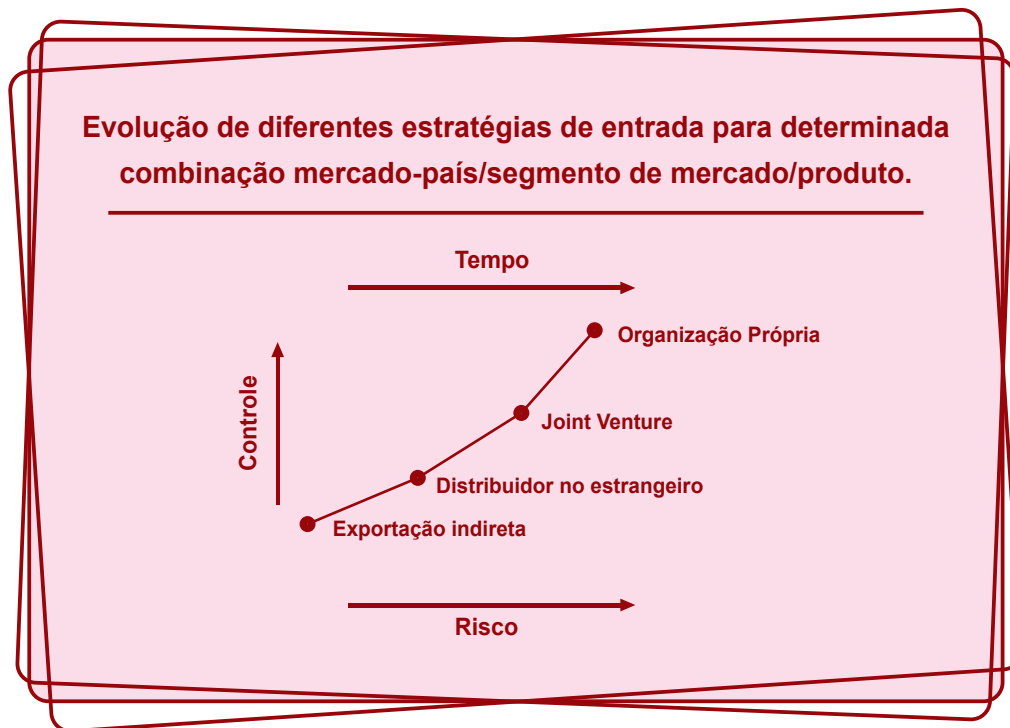 Evolução de diferentes estratégias de entrada para determinada
combinação mercado-país/segmento de mercado/produto.
Tempo
Organização Própria
Controle
Joint Venture
Distribuidor no estrangeiro
Exportação indireta
Risco